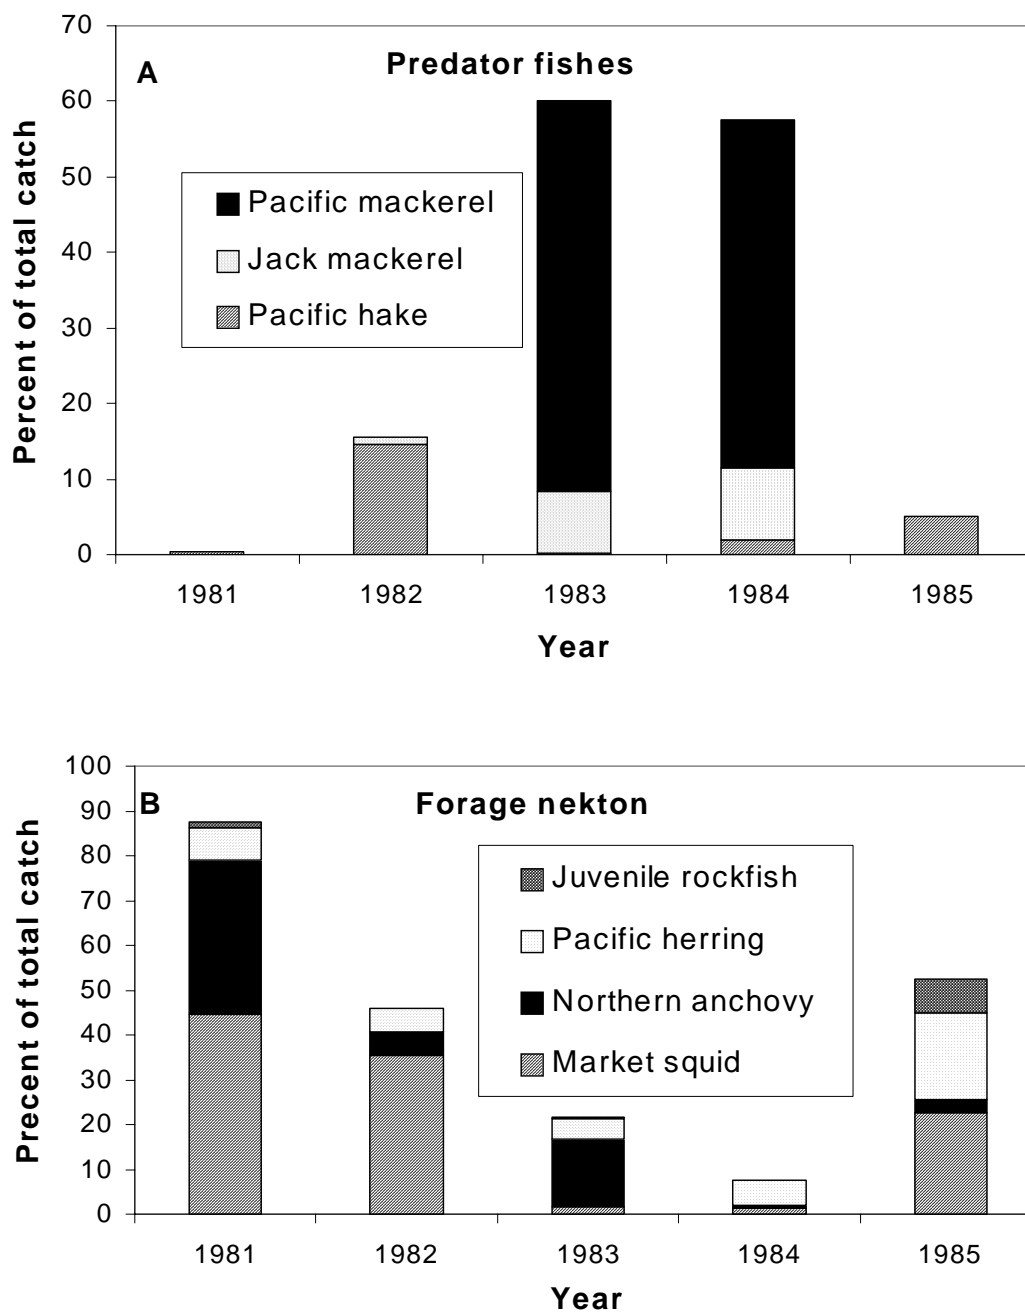 70
A
Predator fishes
60
50
Pacific mackerel
40
Jack mackerel
30
Pacific hake
20
10
0
Percent of total catch
1981 1982 1983 1984 1985
Year
100
B
Forage nekton
90
80
Juvenile rockfish
70
Pacific herring
60
50
Northern anchovy
40
Market squid
30
20
10
0
Precent of total catch
1981 1982 1983 1984 1985
Year